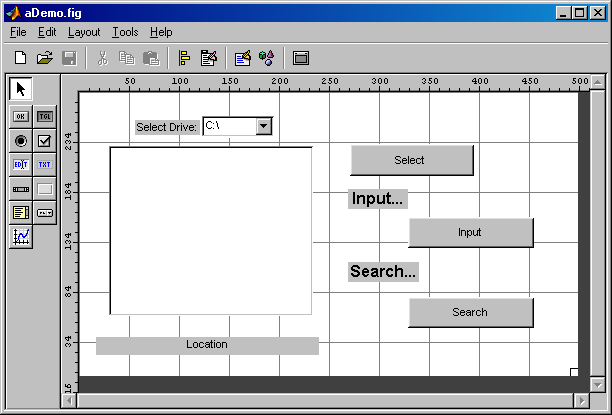 aDemo.fig
File Edit Layout Tools Help
50 100 150 200 250 300 350 400 450 500
OK TGL
EDIT TXT
234
184
134
84
34
16
Select Drive: C:\
Select
Input...
Input
Search...
Search
Location